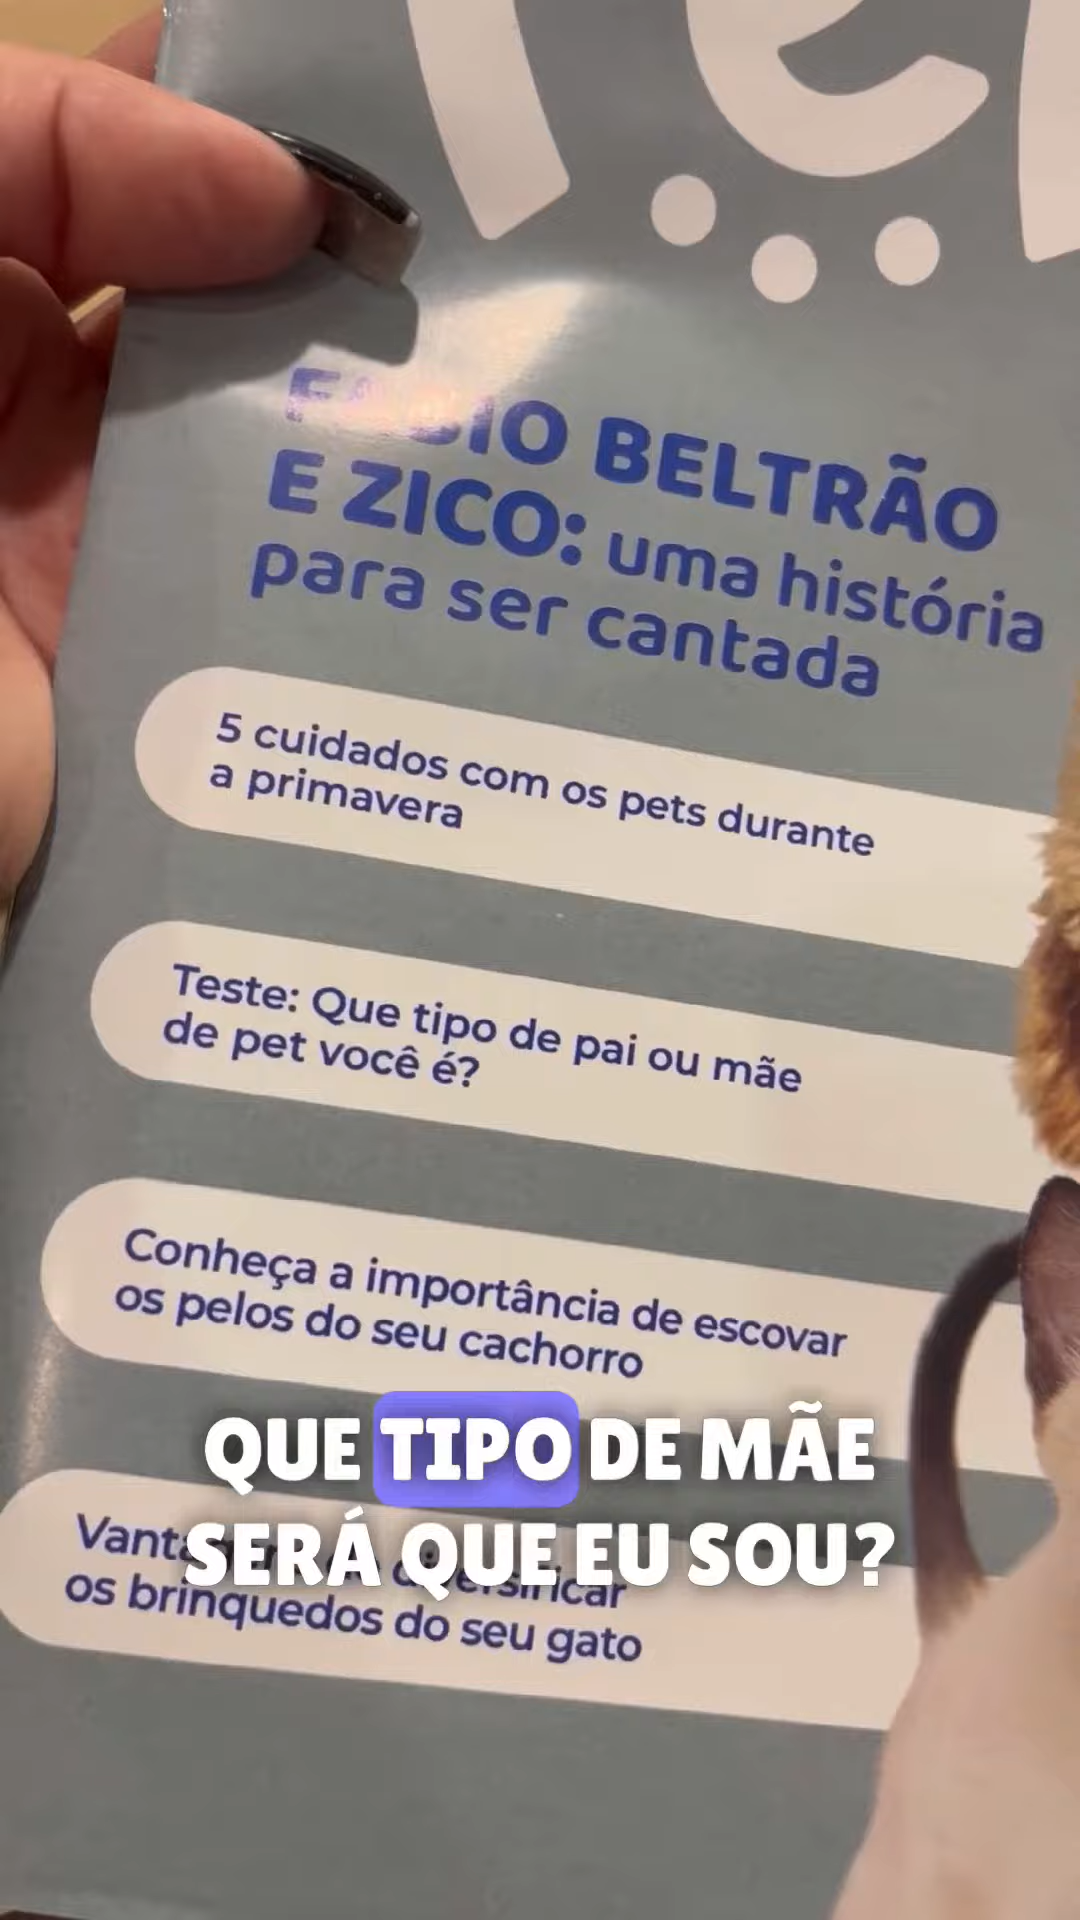 FABIO BELTRÃO
E ZICO: uma história
para ser cantada
5 cuidados com os pets durante
a primavera
Teste: Que tipo de pai ou mãe
de pet você é?
Conheça a importância de escovar
os pelos do seu cachorro
QUE TIPO DE MÃE
SERÁ QUE EU SOU?
diversificar
os brinquedos do seu gato